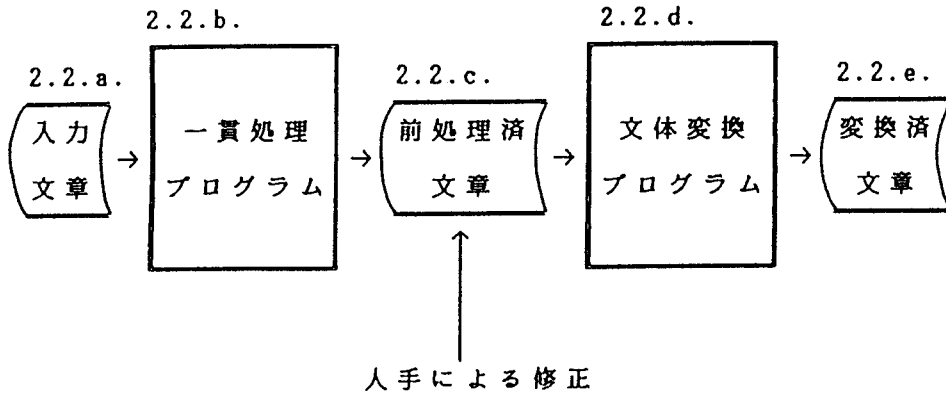 2.2.a.
入力
文章
2.2.b.
一貫処理
プログラム
2.2.c.
前処理済
文章
2.2.d.
文体変換
プログラム
2.2.e.
変換済
文章
人手による修正